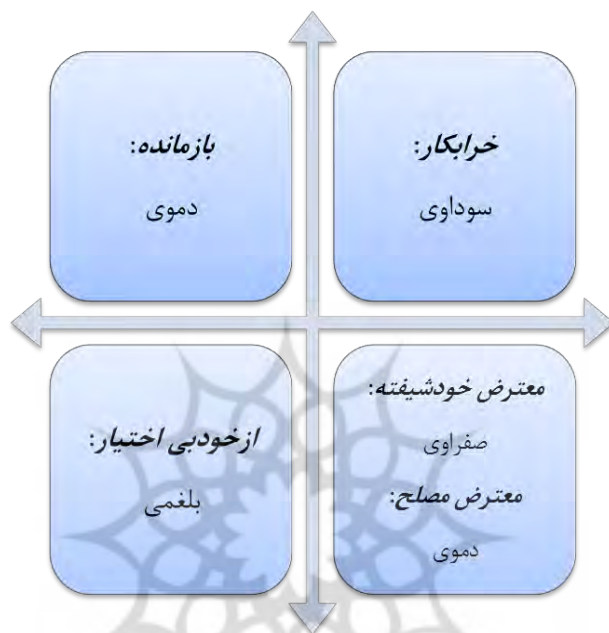 خرابکار:
سوداوی
بازمانده:
دموی
معترض خودشیفته:
صفراوی
معترض مصلح:
دموی
ازخودبی اختیار:
بلغمی